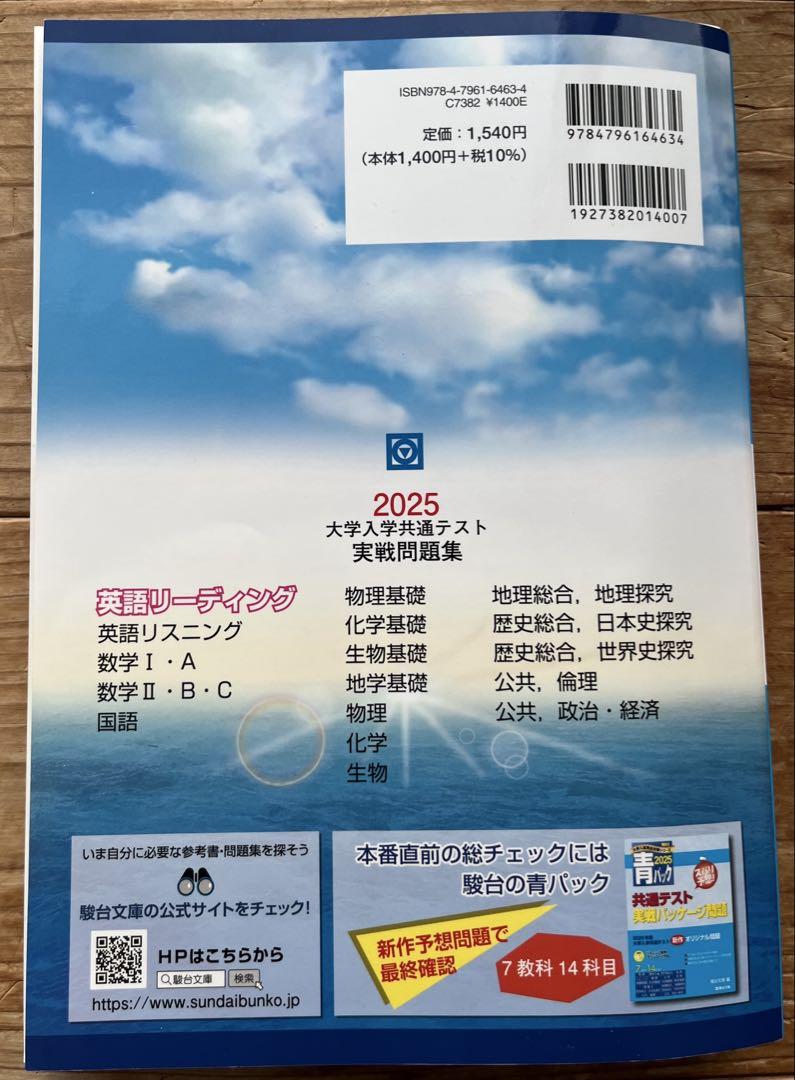 ISBN978-4-7961-6463-4
C7382 ¥1400E
定価：1,540円
（本体1,400円＋税10%）
9784796164634
1927382014007
2025
大学入学共通テスト
実戦問題集
英語リーディング
英語リスニング
数学Ⅰ・A
数学Ⅱ・B・C
国語
物理基礎
化学基礎
生物基礎
地学基礎
物理
化学
生物
地理総合，地理探究
歴史総合，日本史探究
歴史総合，世界史探究
公共，倫理
公共，政治・経済
いま自分に必要な参考書・問題集を探そう
駿台文庫の公式サイトをチェック！
HPはこちらから
駿台文庫 検索
https://www.sundaibunko.jp
本番直前の総チェックには
駿台の青パック
新作予想問題で
最終確認
7教科14科目
2025
青パック
共通テスト
実戦パッケージ問題